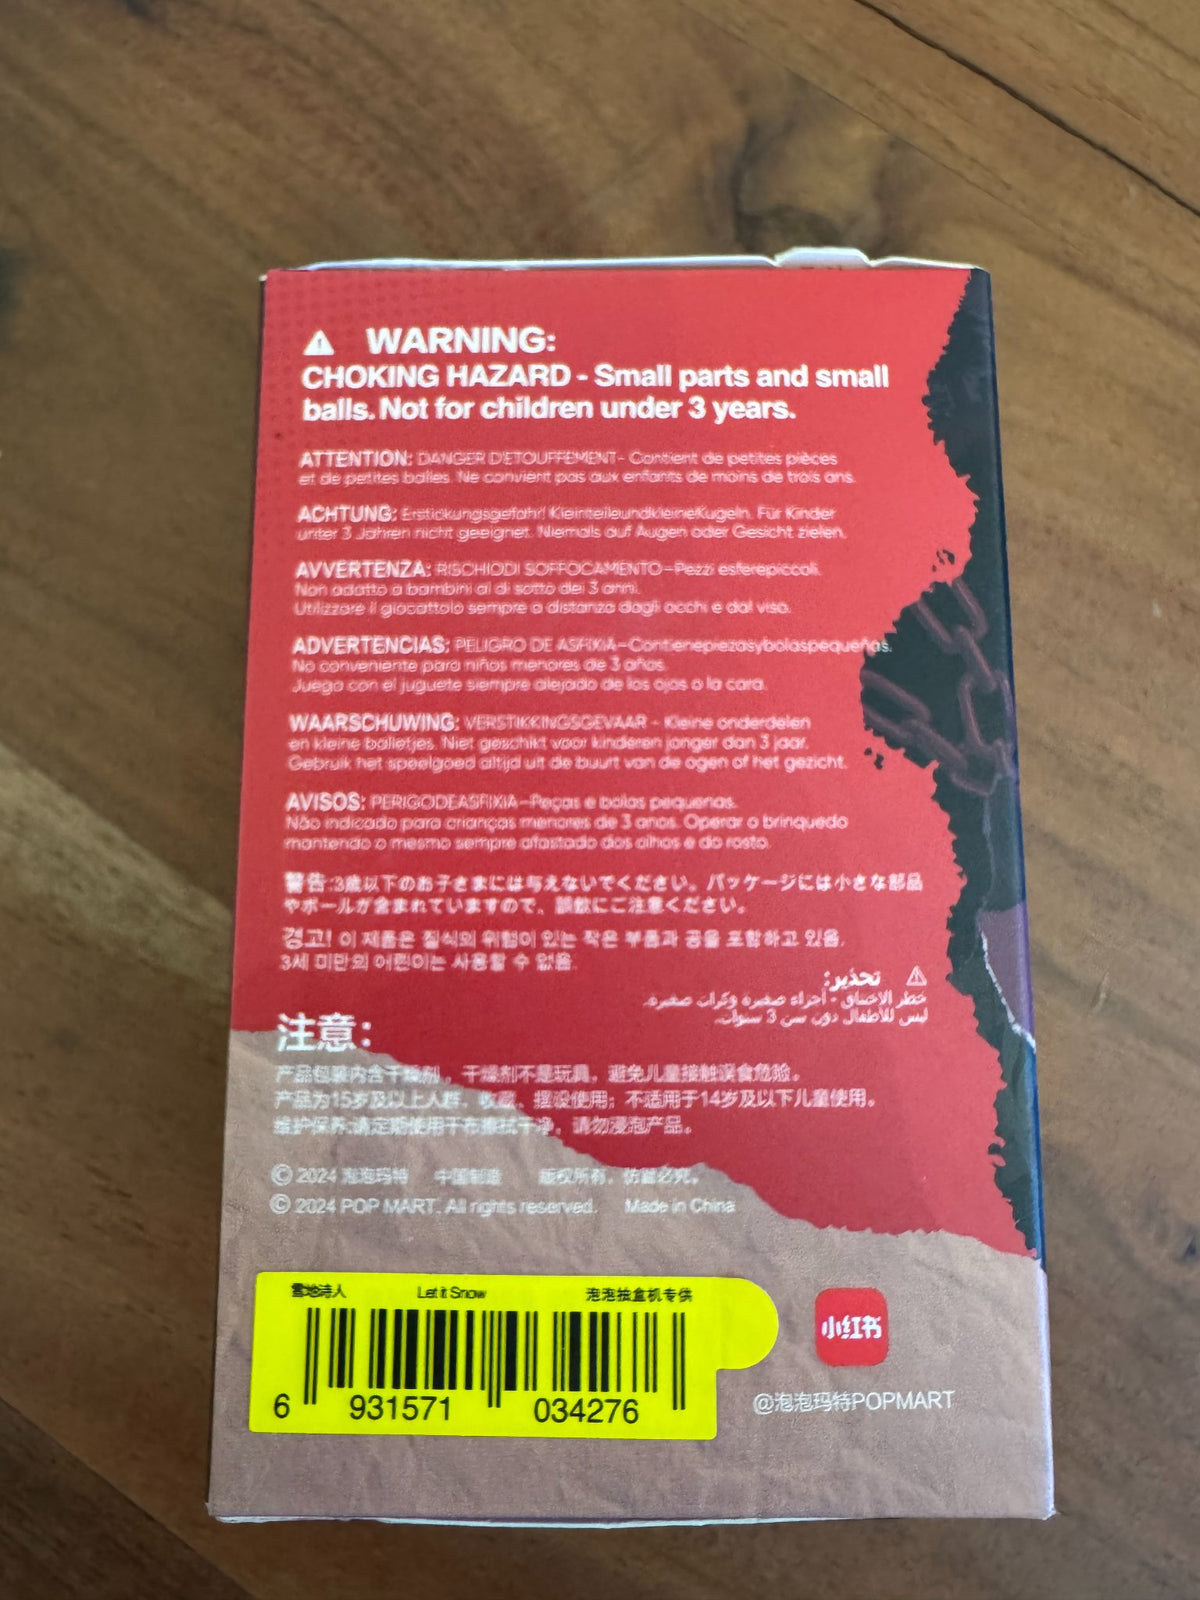 ⚠ WARNING:
CHOKING HAZARD - Small parts and small
balls. Not for children under 3 years.
ATTENTION: DANGER D'ETOUFFEMENT- Contient de petites pièces
et de petites balles. Ne convient pas aux enfants de moins de trois ans.
ACHTUNG: Erstickungsgefahr! KleinteileundkleineKugeln. Für Kinder
unter 3 Jahren nicht geeignet. Niemals auf Augen oder Gesicht zielen.
AVVERTENZA: RISCHIODI SOFFOCAMENTO–Pezzi esferepiccoli.
Non adatto a bambini al di sotto dei 3 anni.
Utilizzare il giocattolo sempre a distanza dagli occhi e dal viso.
ADVERTENCIAS: PELIGRO DE ASFIXIA–Contienepiezasybolaspequeñas.
No conveniente para niños menores de 3 años.
Juega con el juguete siempre alejado de los ojos o la cara.
WAARSCHUWING: VERSTIKKINGSGEVAAR - Kleine onderdelen
en kleine balletjes. Niet geschikt voor kinderen jonger dan 3 jaar.
Gebruik het speelgoed altijd uit de buurt van de ogen of het gezicht.
AVISOS: PERIGODEASFIXIA–Peças e bolas pequenas.
Não indicado para crianças menores de 3 anos. Operar o brinquedo
mantendo o mesmo sempre afastado dos olhos e do rosto.
警告:3歳以下のお子さまには与えないでください。パッケージには小さな部品
やボールが含まれていますので、誤飲にご注意ください。
경고! 이 제품은 질식의 위험이 있는 작은 부품과 공을 포함하고 있음.
3세 미만의 어린이는 사용할 수 없음.
⚠ تحذير:
خطر الاختناق - أجزاء صغيرة وكرات صغيرة.
ليس للأطفال دون سن 3 سنوات.
注意：
产品包装内含干燥剂。干燥剂不是玩具，避免儿童接触误食危险。
产品为15岁及以上人群，收藏、摆设使用；不适用于14岁及以下儿童使用。
维护保养:请定期使用干布擦拭干净，请勿浸泡产品。
© 2024 泡泡玛特 中国制造 版权所有，仿冒必究。
© 2024 POP MART. All rights reserved. Made in China
雪地诗人 Let it Snow 泡泡抽盒机专供
6 931571 034276
小红书
@泡泡玛特POPMART